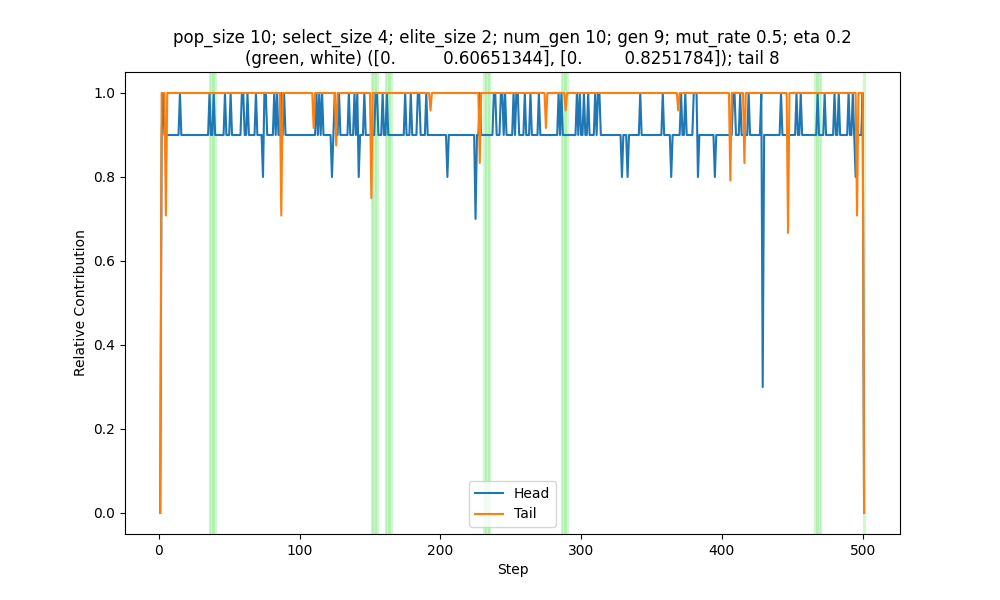 pop_size 10; select_size 4; elite_size 2; num_gen 10; gen 9; mut_rate 0.5; eta 0.2
(green, white) ([0.         0.60651344], [0.        0.8251784]); tail 8
1.0
0.8
0.6
0.4
0.2
0.0
Relative Contribution
Head
Tail
0
100
200
300
400
500
Step